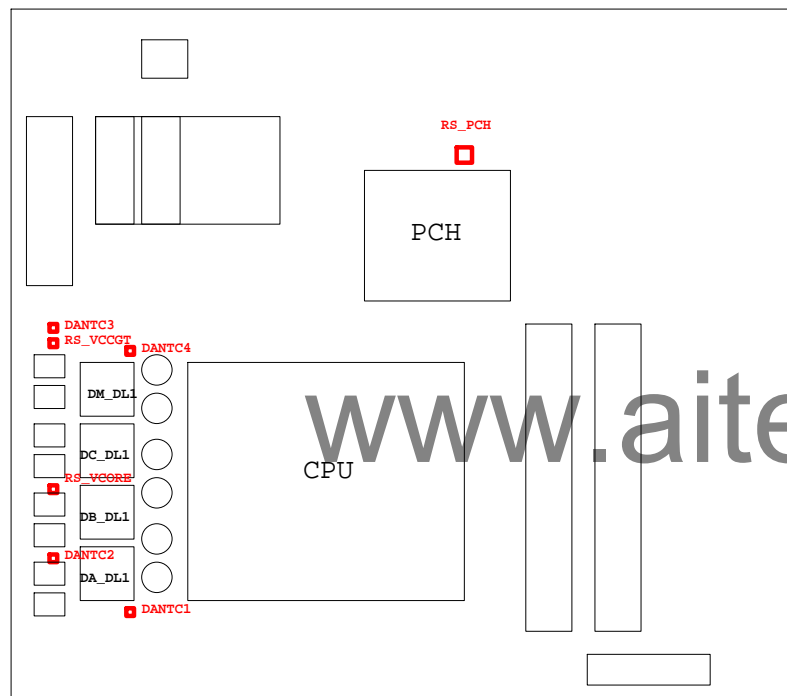 RS_PCH
PCH
DANTC3
RS_VCCGT
DANTC4
DM_DL1
www.aite
DC_DL1
CPU
RS_VCORE
DB_DL1
DANTC2
DA_DL1
DANTC1